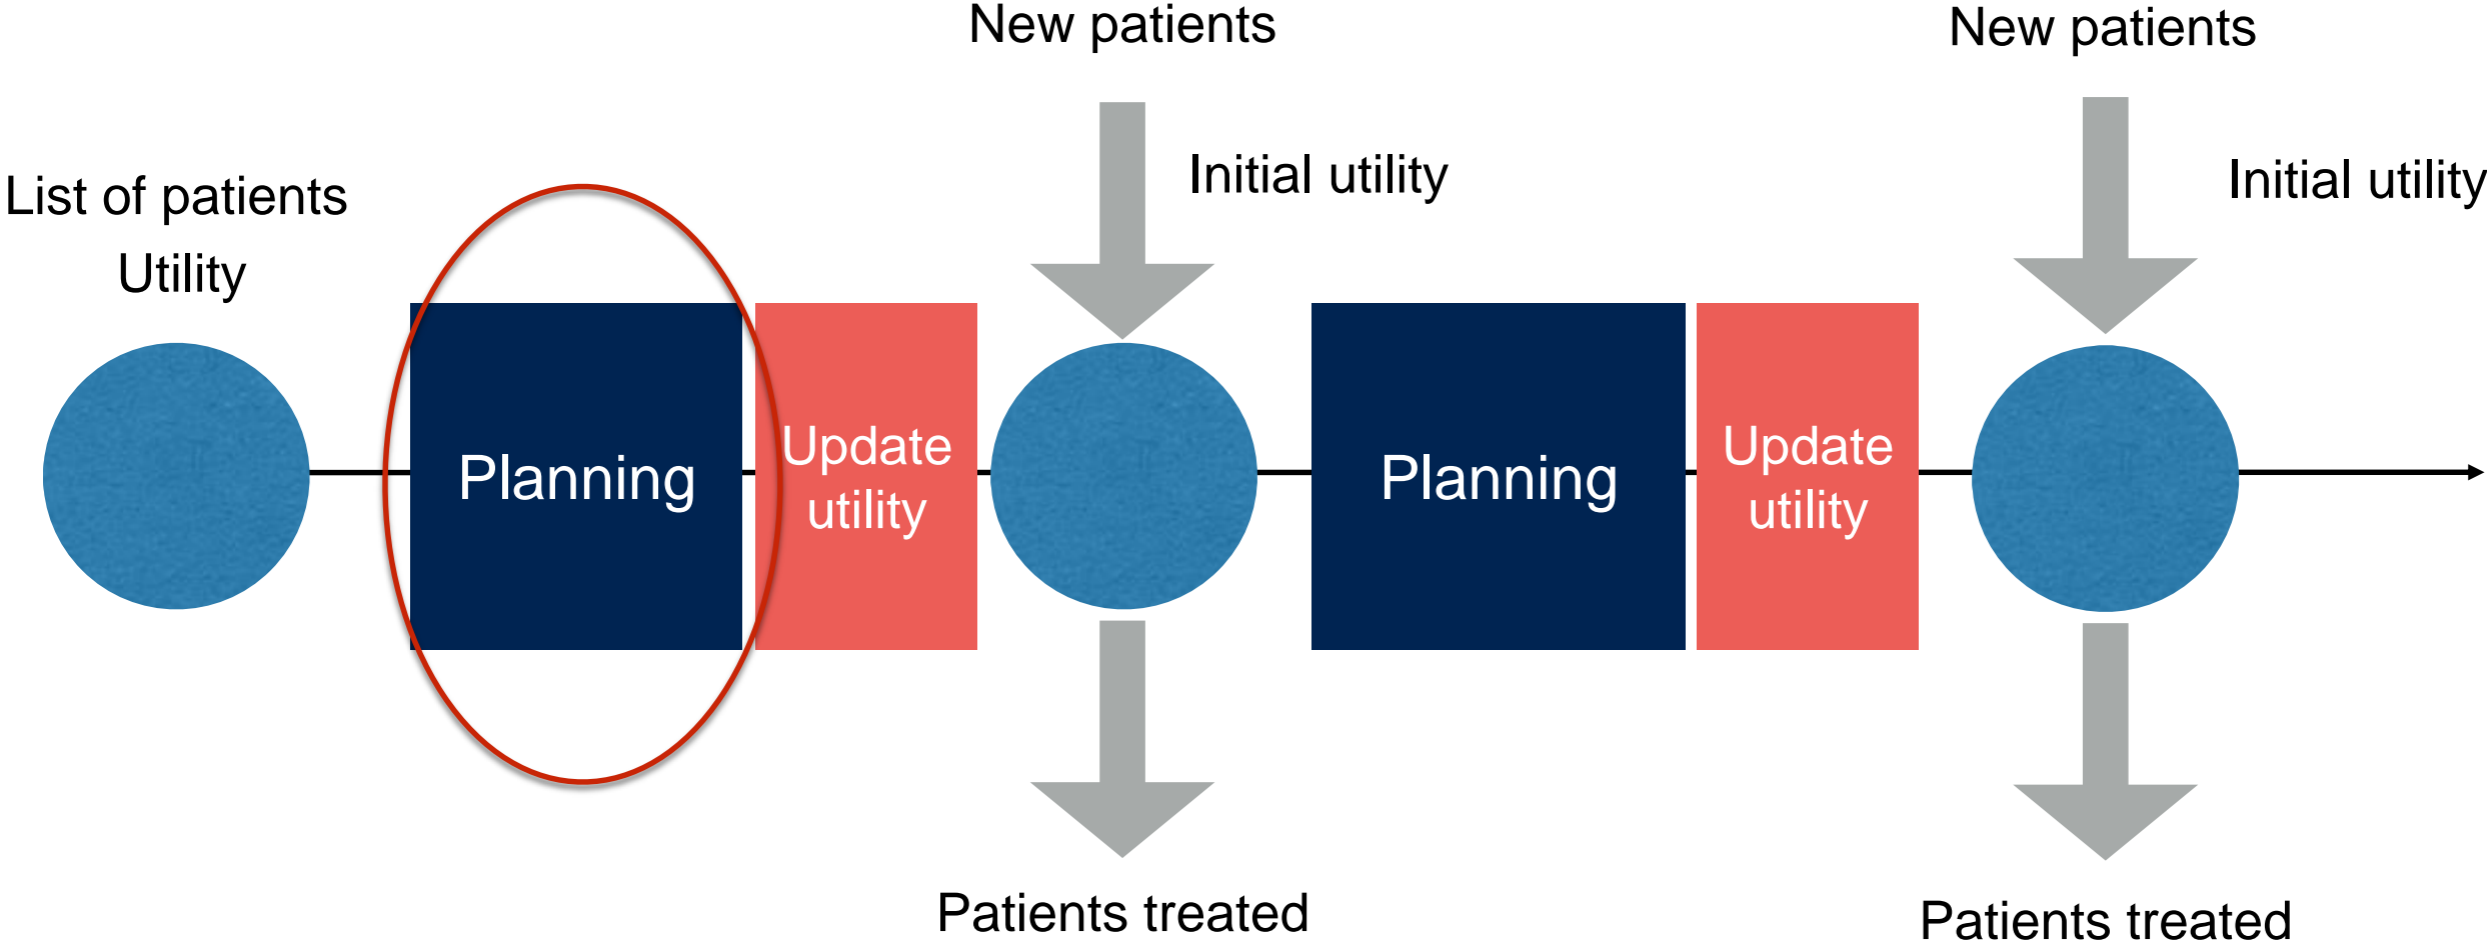 New patients
New patients
Initial utility
Initial utility
List of patients
Utility
Planning
Update
utility
Planning
Update
utility
Patients treated
Patients treated